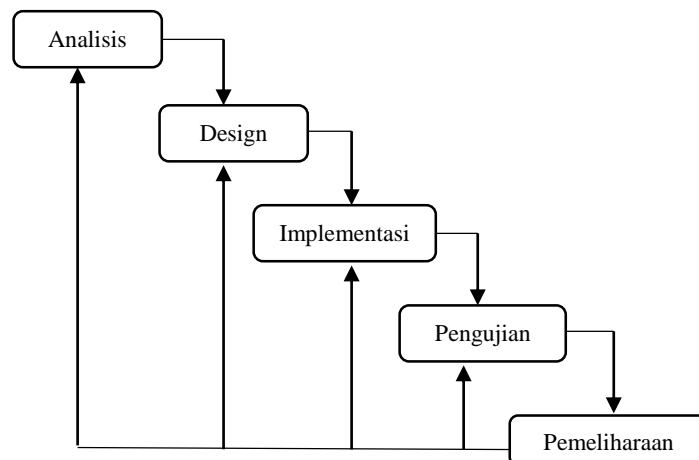 Analisis
Design
Implementasi
Pengujian
Pemeliharaan